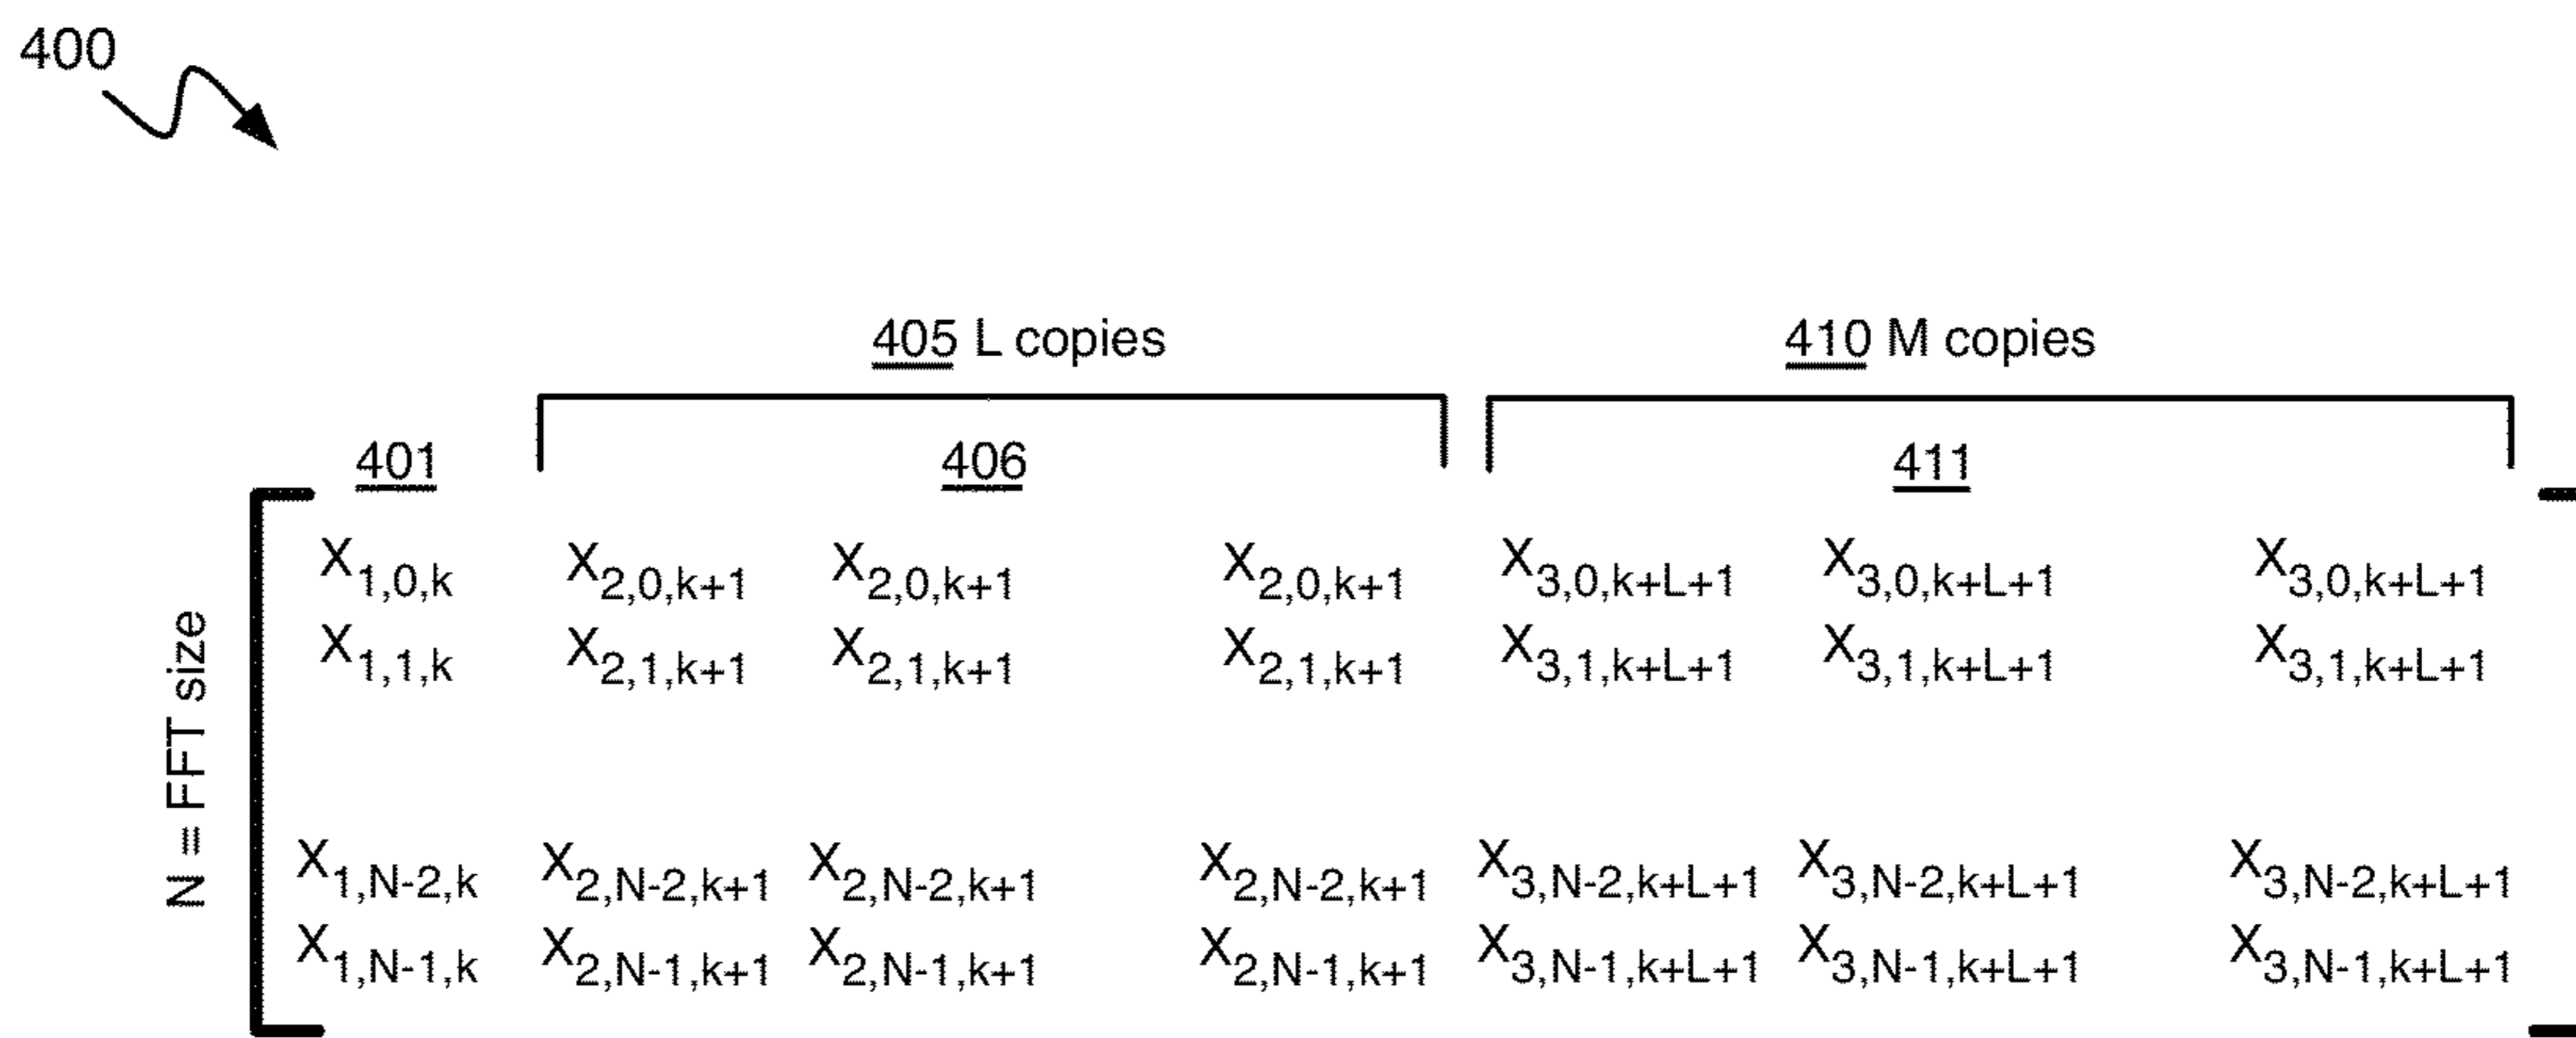 400
405 L copies 410 M copies
401 406 411
N = FFT size
X1,0,k X2,0,k+1 X2,0,k+1 X2,0,k+1 X3,0,k+L+1 X3,0,k+L+1 X3,0,k+L+1
X1,1,k X2,1,k+1 X2,1,k+1 X2,1,k+1 X3,1,k+L+1 X3,1,k+L+1 X3,1,k+L+1
X1,N-2,k X2,N-2,k+1 X2,N-2,k+1 X2,N-2,k+1 X3,N-2,k+L+1 X3,N-2,k+L+1 X3,N-2,k+L+1
X1,N-1,k X2,N-1,k+1 X2,N-1,k+1 X2,N-1,k+1 X3,N-1,k+L+1 X3,N-1,k+L+1 X3,N-1,k+L+1